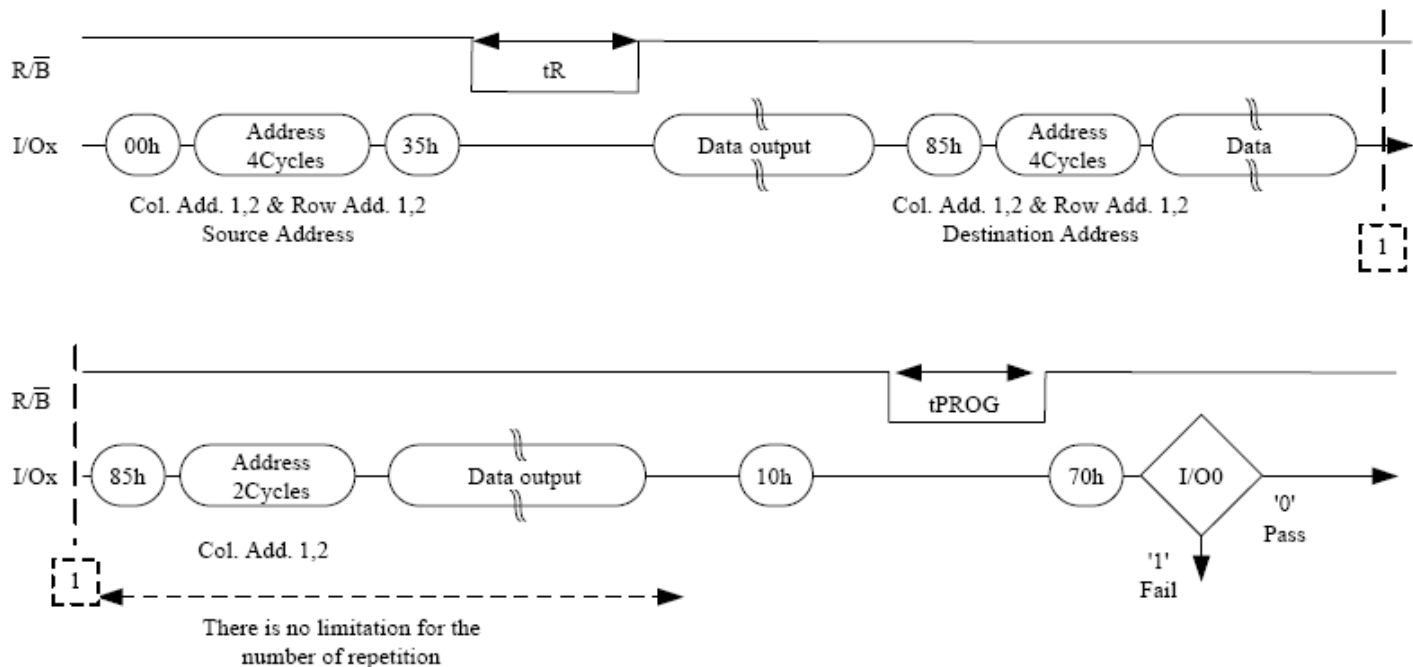 R/B̅
tR
I/Ox
00h
Address
4Cycles
35h
Data output
85h
Address
4Cycles
Data
Col. Add. 1,2 & Row Add. 1,2
Source Address
Col. Add. 1,2 & Row Add. 1,2
Destination Address
1
R/B̅
tPROG
I/Ox
85h
Address
2Cycles
Data output
10h
70h
I/O0
'0'
Pass
Col. Add. 1,2
'1'
Fail
1
There is no limitation for the
number of repetition